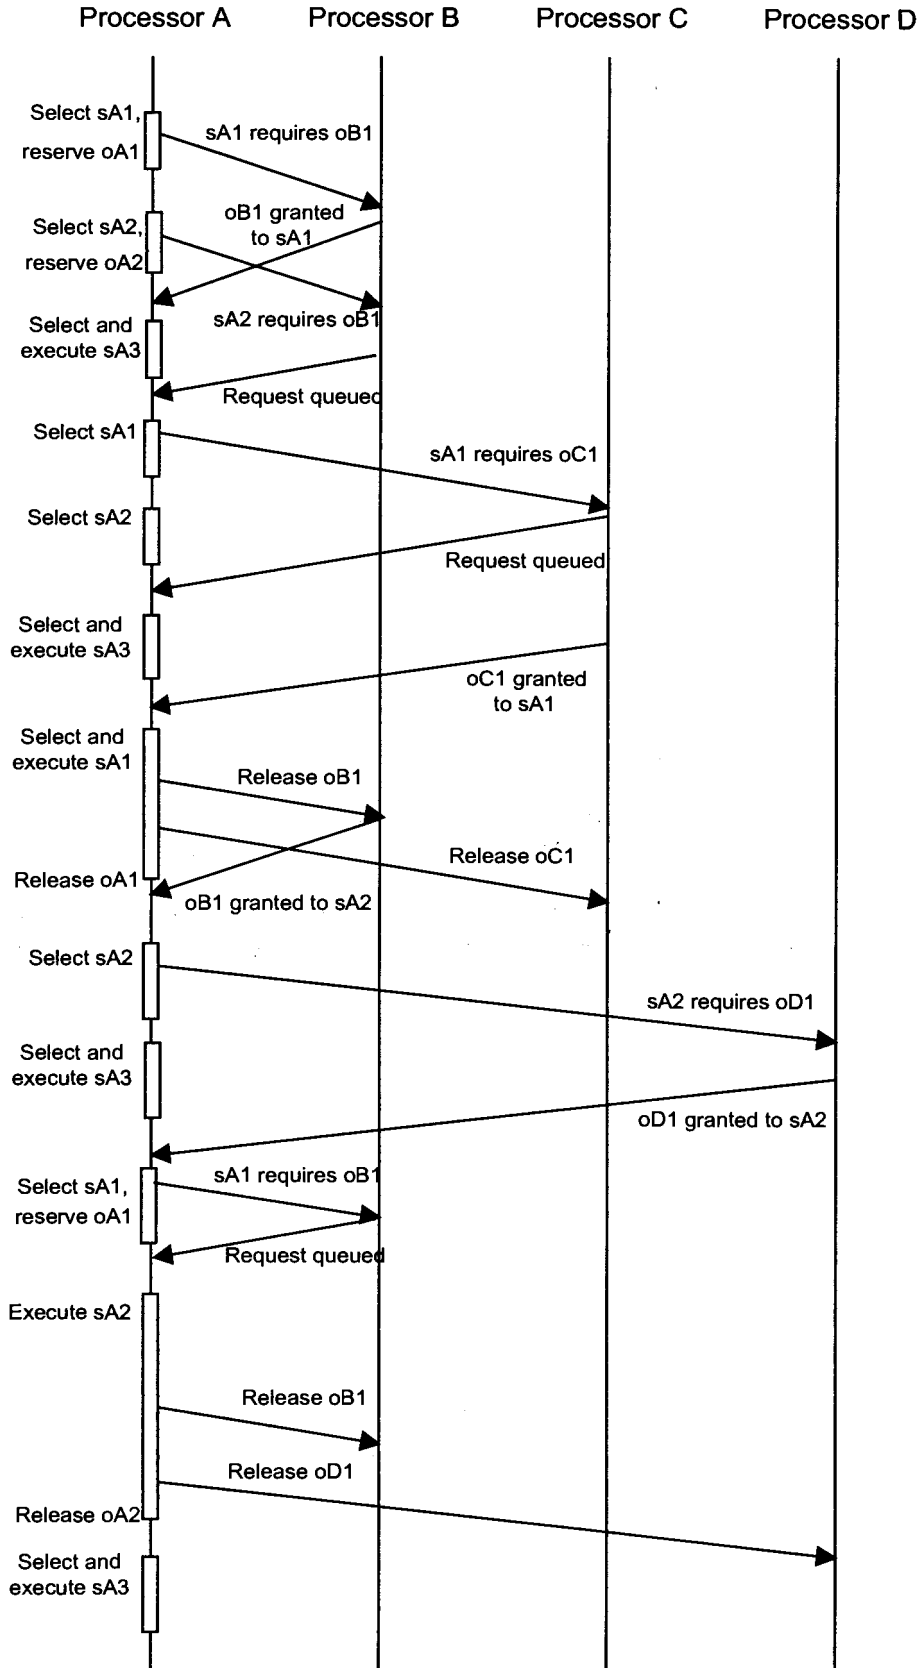 Processor A
Processor B
Processor C
Processor D
Select sA1,
reserve oA1
sA1 requires oB1
oB1 granted
to sA1
Select sA2,
reserve oA2
sA2 requires oB1
Select and
execute sA3
Request queued
Select sA1
sA1 requires oC1
Select sA2
Request queued
Select and
execute sA3
oC1 granted
to sA1
Select and
execute sA1
Release oB1
Release oC1
Release oA1
oB1 granted to sA2
Select sA2
sA2 requires oD1
Select and
execute sA3
oD1 granted to sA2
sA1 requires oB1
Select sA1,
reserve oA1
Request queued
Execute sA2
Release oB1
Release oD1
Release oA2
Select and
execute sA3